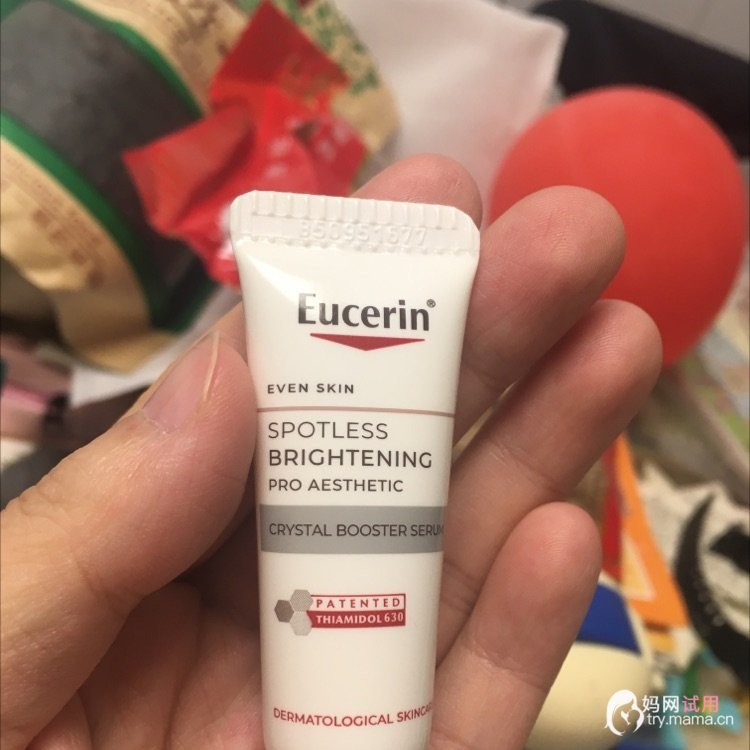 350951677
Eucerin®
EVEN SKIN
SPOTLESS
BRIGHTENING
PRO AESTHETIC
CRYSTAL BOOSTER SERUM
PATENTED
THIAMIDOL 630
DERMATOLOGICAL SKINCAR
妈网试用
try.mama.cn